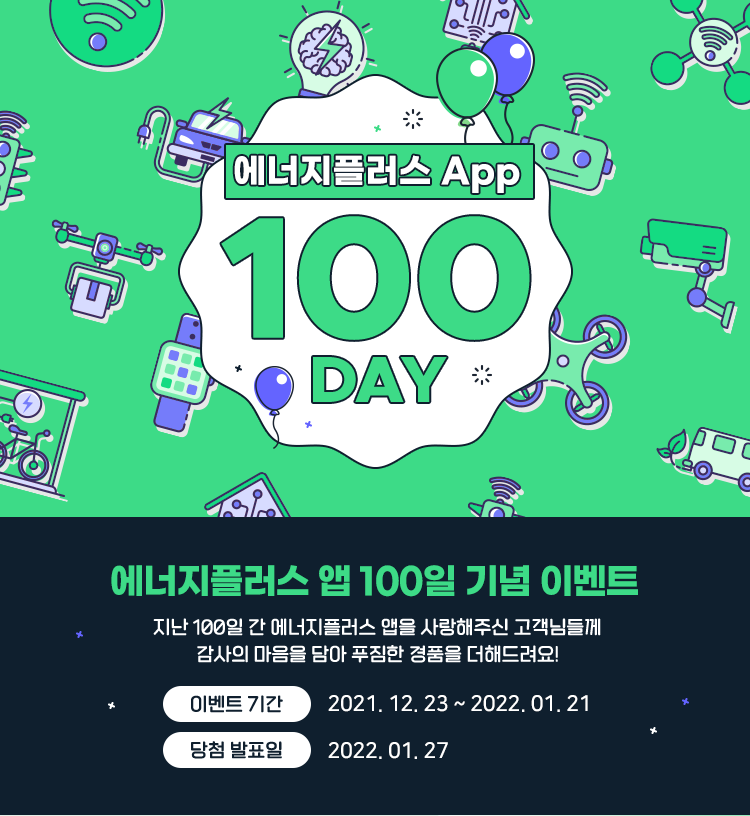 에너지플러스 App
100
DAY
에너지플러스 앱 100일 기념 이벤트
지난 100일 간 에너지플러스 앱을 사랑해주신 고객님들께
감사의 마음을 담아 푸짐한 경품을 더해드려요!
이벤트 기간 2021. 12. 23 ~ 2022. 01. 21
당첨 발표일 2022. 01. 27